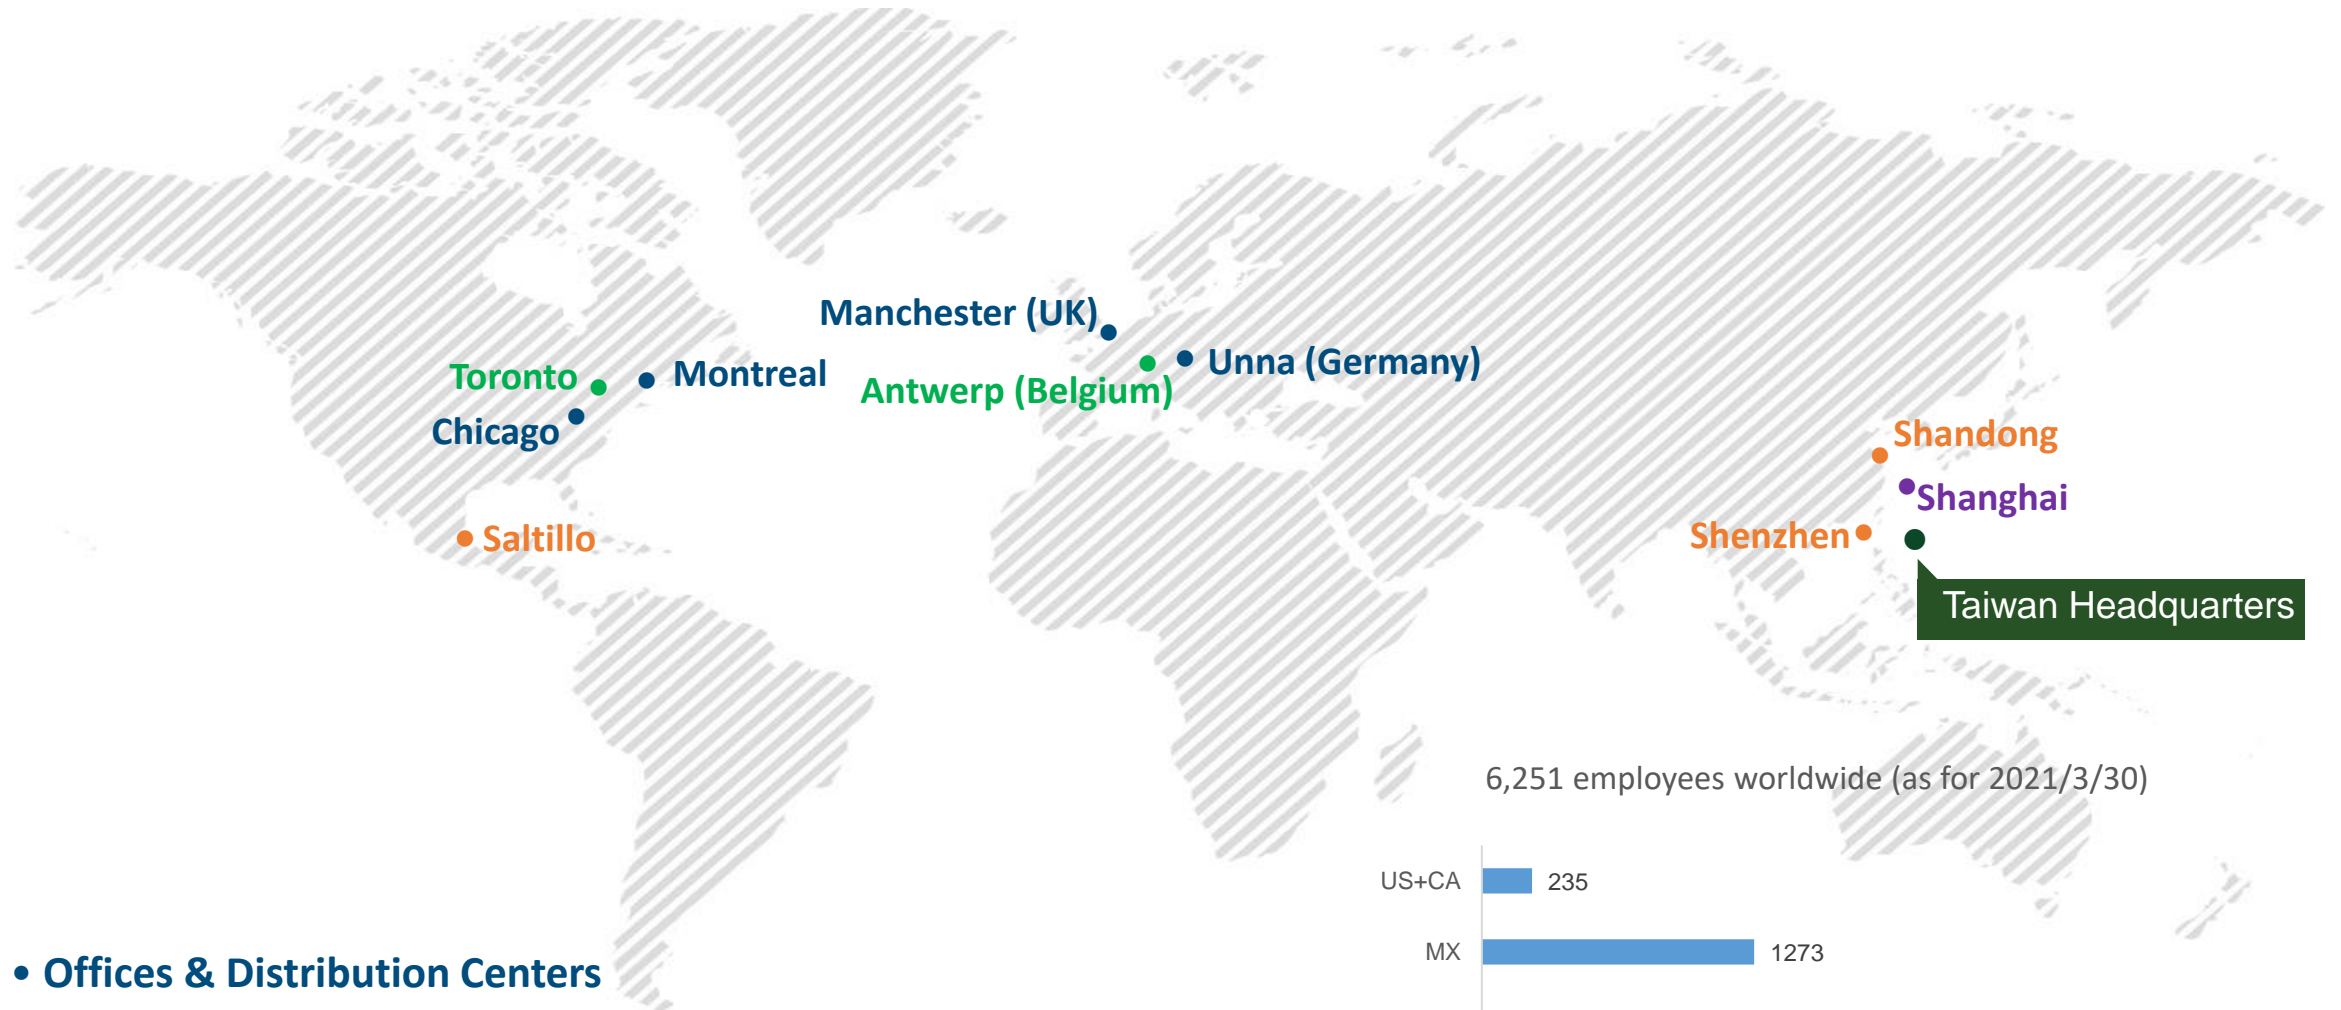 Manchester (UK)
Unna (Germany)
Toronto
Montreal
Antwerp (Belgium)
Chicago
Shandong
Shanghai
Saltillo
Shenzhen
Taiwan Headquarters
6,251 employees worldwide (as for 2021/3/30)
US+CA 235
MX 1273
• Offices & Distribution Centers